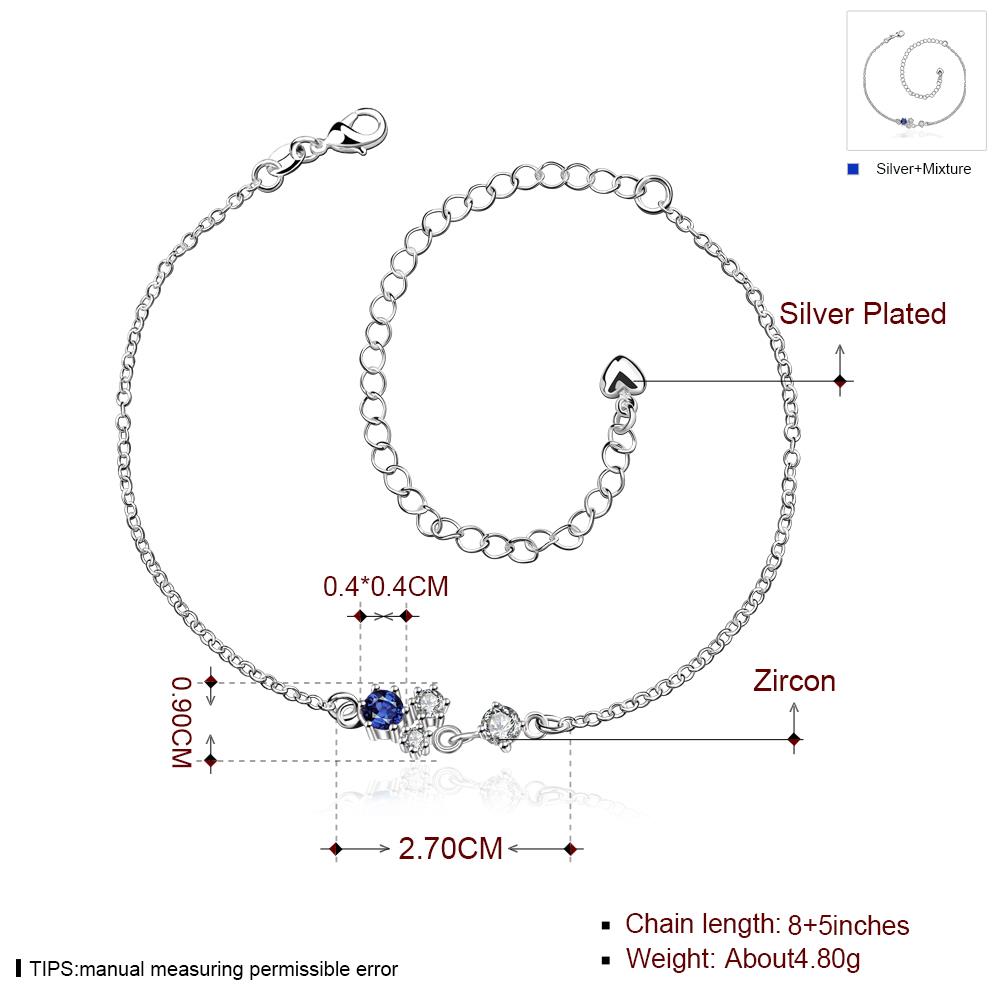 Silver+Mixture
Silver Plated
0.4*0.4CM
Zircon
0.90CM
2.70CM
Chain length: 8+5inches
Weight: About4.80g
TIPS:manual measuring permissible error